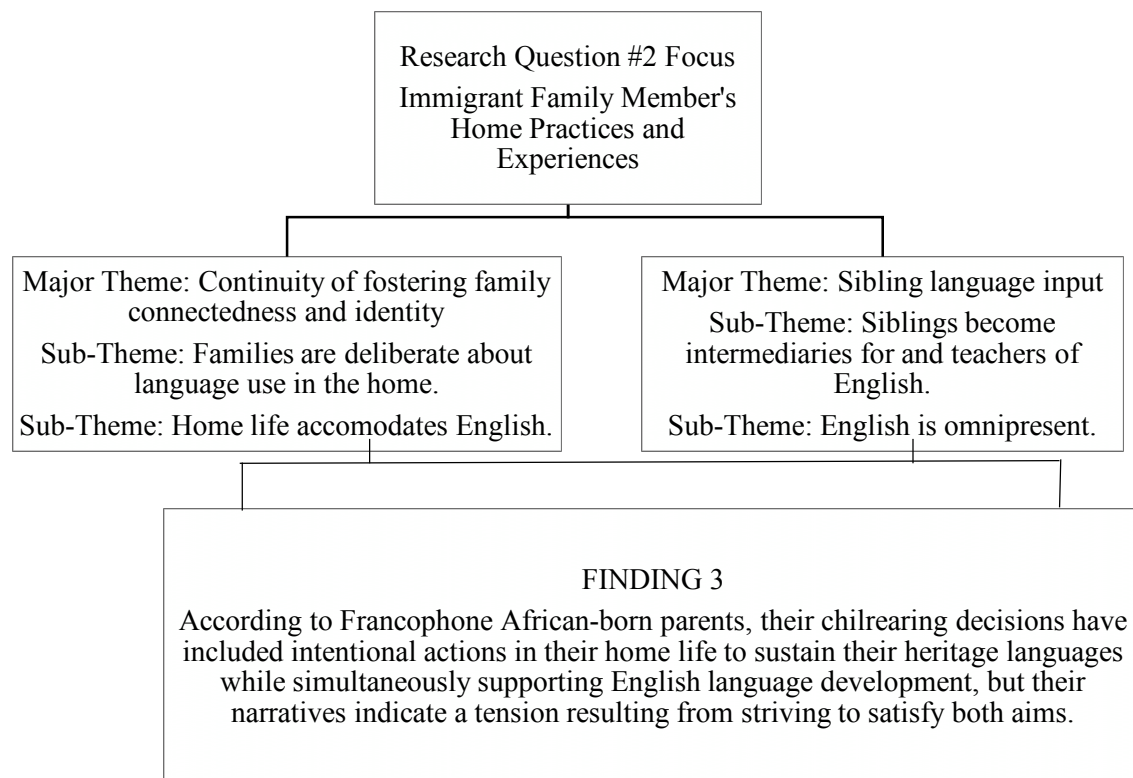 Research Question #2 Focus
Immigrant Family Member's
Home Practices and
Experiences
Major Theme: Continuity of fostering family
connectedness and identity
Sub-Theme: Families are deliberate about
language use in the home.
Sub-Theme: Home life accomodates English.
Major Theme: Sibling language input
Sub-Theme: Siblings become
intermediaries for and teachers of
English.
Sub-Theme: English is omnipresent.
FINDING 3
According to Francophone African-born parents, their chilrearing decisions have
included intentional actions in their home life to sustain their heritage languages
while simultaneously supporting English language development, but their
narratives indicate a tension resulting from striving to satisfy both aims.